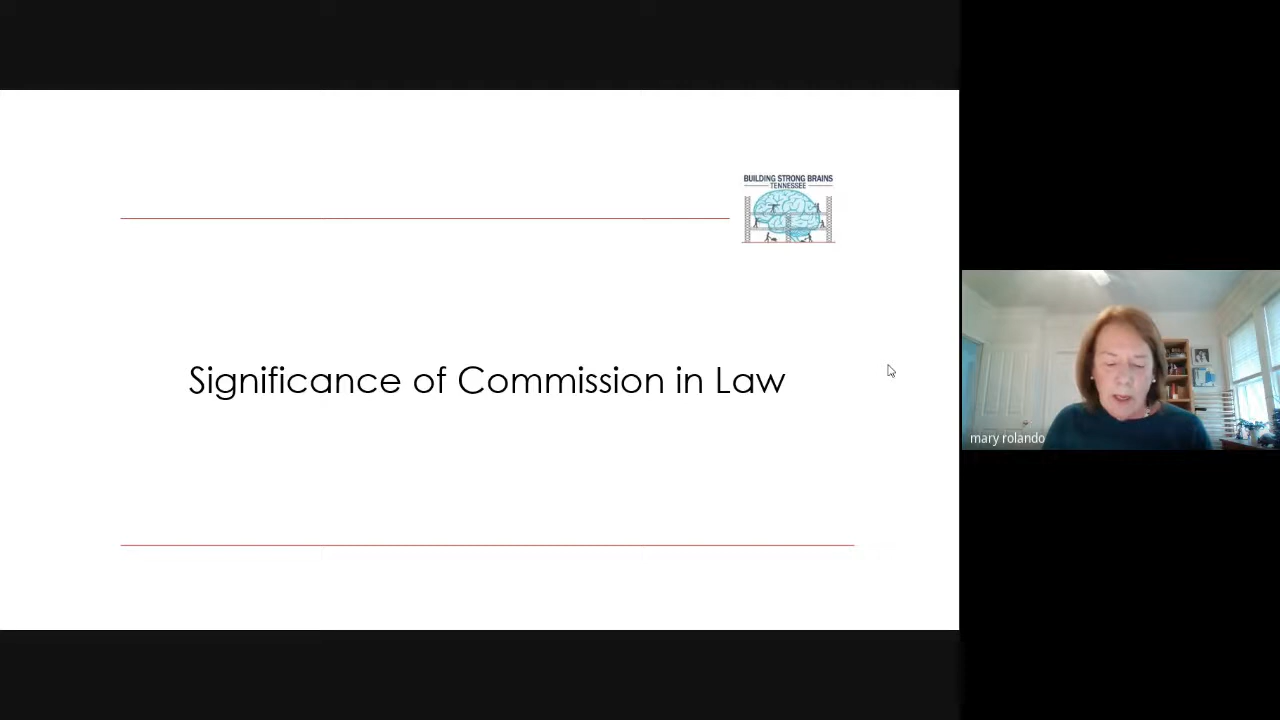 BUILDING STRONG BRAINS
TENNESSEE
Significance of Commission in Law
mary rolando